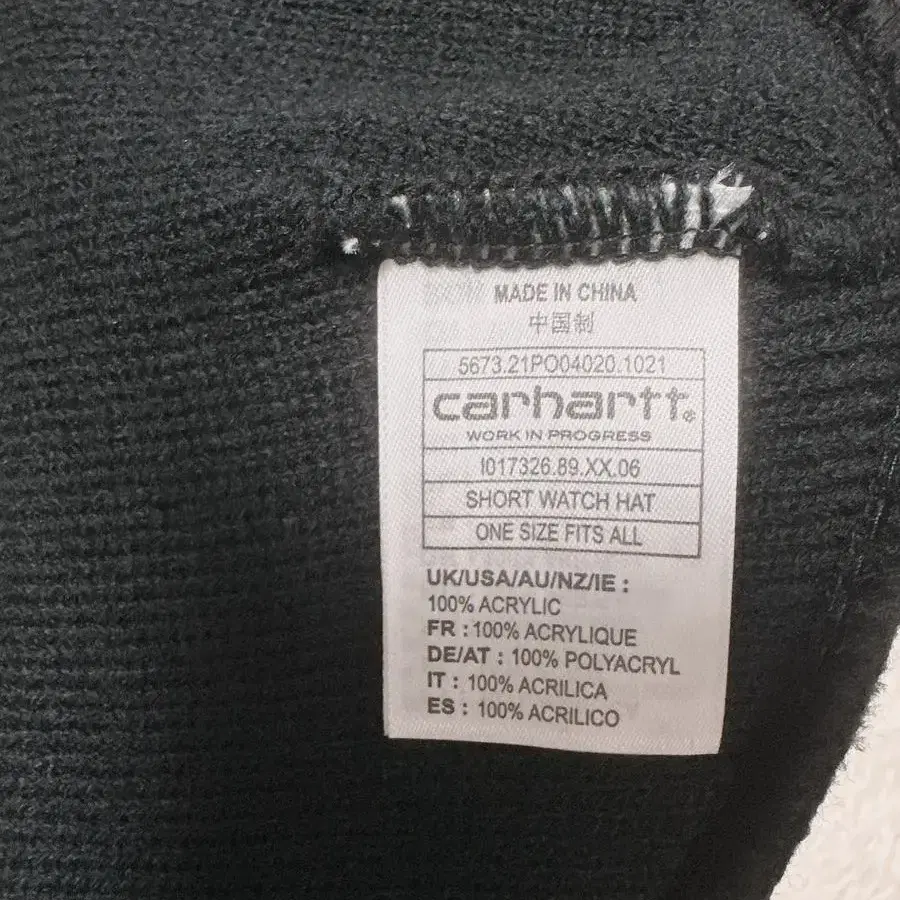 MADE IN CHINA
中国制
5673.21PO04020.1021
carhartt®
WORK IN PROGRESS
I017326.89.XX.06
SHORT WATCH HAT
ONE SIZE FITS ALL
UK/USA/AU/NZ/IE :
100% ACRYLIC
FR : 100% ACRYLIQUE
DE/AT : 100% POLYACRYL
IT : 100% ACRILICA
ES : 100% ACRILICO